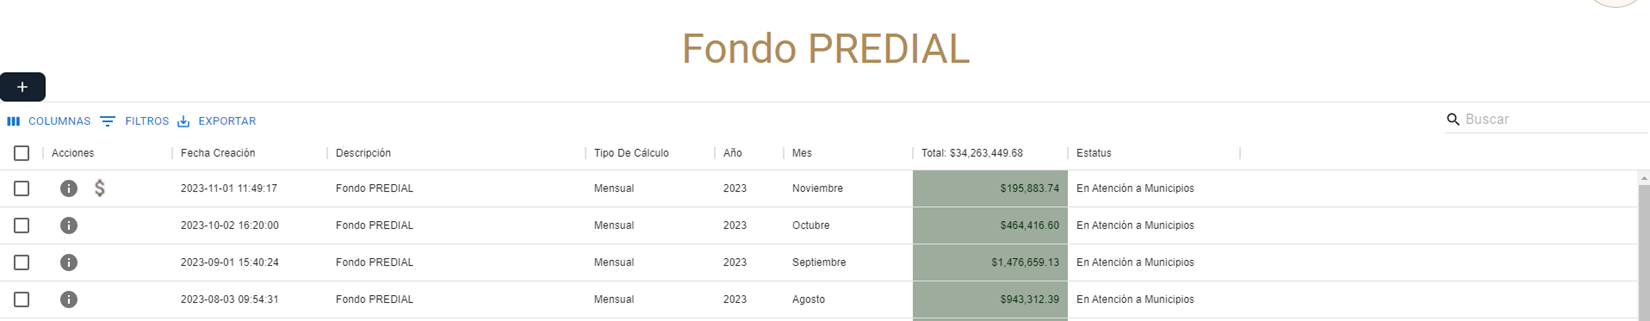 Fondo PREDIAL
+
COLUMNAS FILTROS EXPORTAR Buscar
Acciones Fecha Creación Descripción Tipo De Cálculo Año Mes Total: $34,263,449.68 Estatus
2023-11-01 11:49:17 Fondo PREDIAL Mensual 2023 Noviembre $195,883.74 En Atención a Municipios
2023-10-02 16:20:00 Fondo PREDIAL Mensual 2023 Octubre $464,416.60 En Atención a Municipios
2023-09-01 15:40:24 Fondo PREDIAL Mensual 2023 Septiembre $1,476,659.13 En Atención a Municipios
2023-08-03 09:54:31 Fondo PREDIAL Mensual 2023 Agosto $943,312.39 En Atención a Municipios